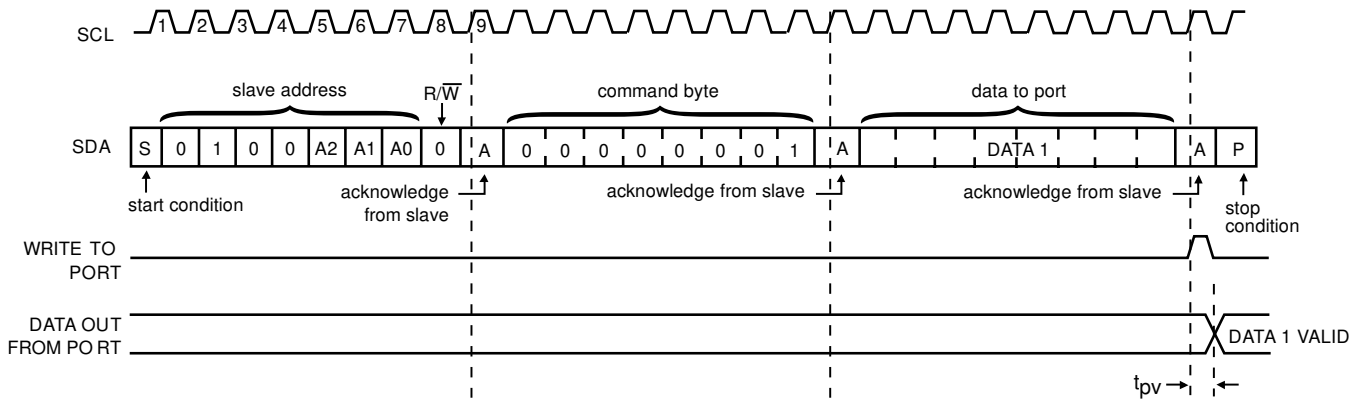 SCL 1 2 3 4 5 6 7 8 9
slave address R/W̅ command byte data to port
SDA S 0 1 0 0 A2 A1 A0 0 A 0 0 0 0 0 0 0 1 A DATA 1 A P
start condition
acknowledge
from slave
acknowledge from slave
acknowledge from slave
stop
condition
WRITE TO
PORT
DATA OUT
FROM PORT
DATA 1 VALID
tpv